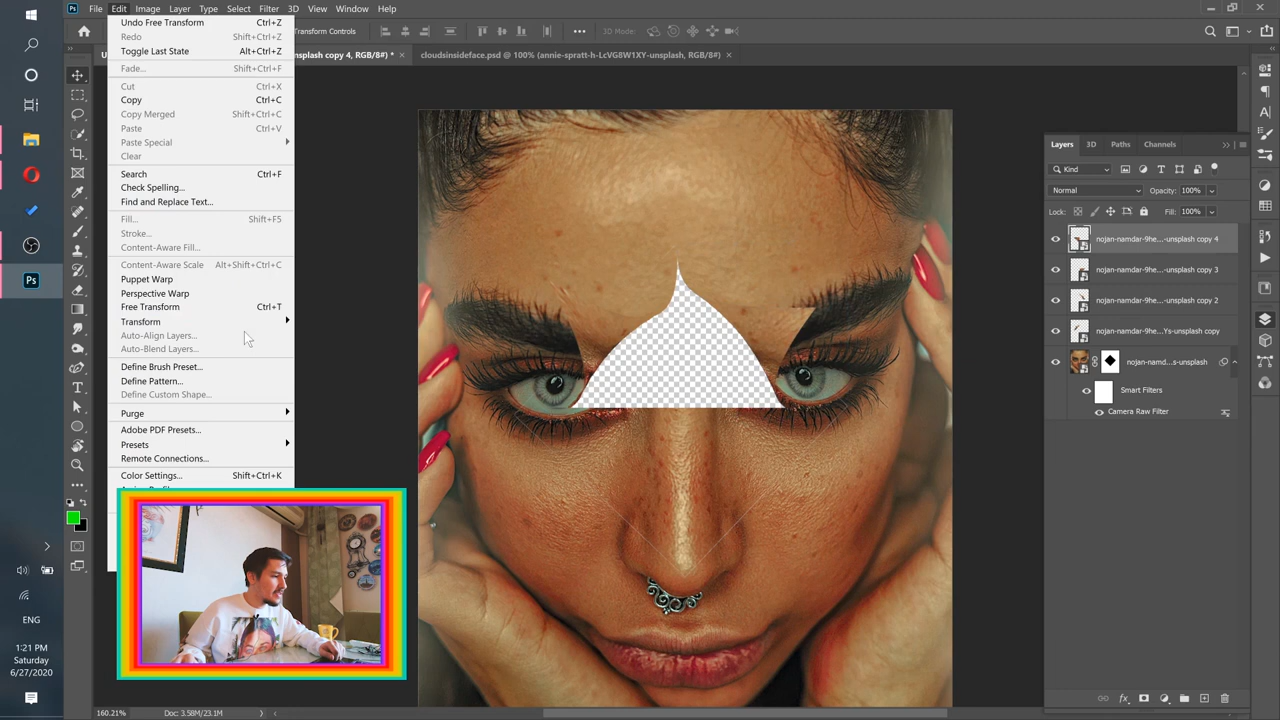 File Edit Image Layer Type Select Filter 3D View Window Help
Transform Controls 3D Mode:
nsplash copy 4, RGB/8#) * × cloudsinsideface.psd @ 100% (annie-spratt-h-LcVG8W1XY-unsplash, RGB/8#) ×
Undo Free Transform Ctrl+Z
Redo Shift+Ctrl+Z
Toggle Last State Alt+Ctrl+Z
Fade... Shift+Ctrl+F
Cut Ctrl+X
Copy Ctrl+C
Copy Merged Shift+Ctrl+C
Paste Ctrl+V
Paste Special
Clear
Search Ctrl+F
Check Spelling...
Find and Replace Text...
Fill... Shift+F5
Stroke...
Content-Aware Fill...
Content-Aware Scale Alt+Shift+Ctrl+C
Puppet Warp
Perspective Warp
Free Transform Ctrl+T
Transform
Auto-Align Layers...
Auto-Blend Layers...
Define Brush Preset...
Define Pattern...
Define Custom Shape...
Purge
Adobe PDF Presets...
Presets
Remote Connections...
Color Settings... Shift+Ctrl+K
Layers 3D Paths Channels
Kind
Normal Opacity: 100%
Lock: Fill: 100%
nojan-namdar-9he...-unsplash copy 4
nojan-namdar-9he...-unsplash copy 3
nojan-namdar-9he...-unsplash copy 2
nojan-namdar-9he...Ys-unsplash copy
nojan-namd...s-unsplash
Smart Filters
Camera Raw Filter
Ps
ENG
1:21 PM
Saturday
6/27/2020
160.21% Doc: 3.58M/23.1M